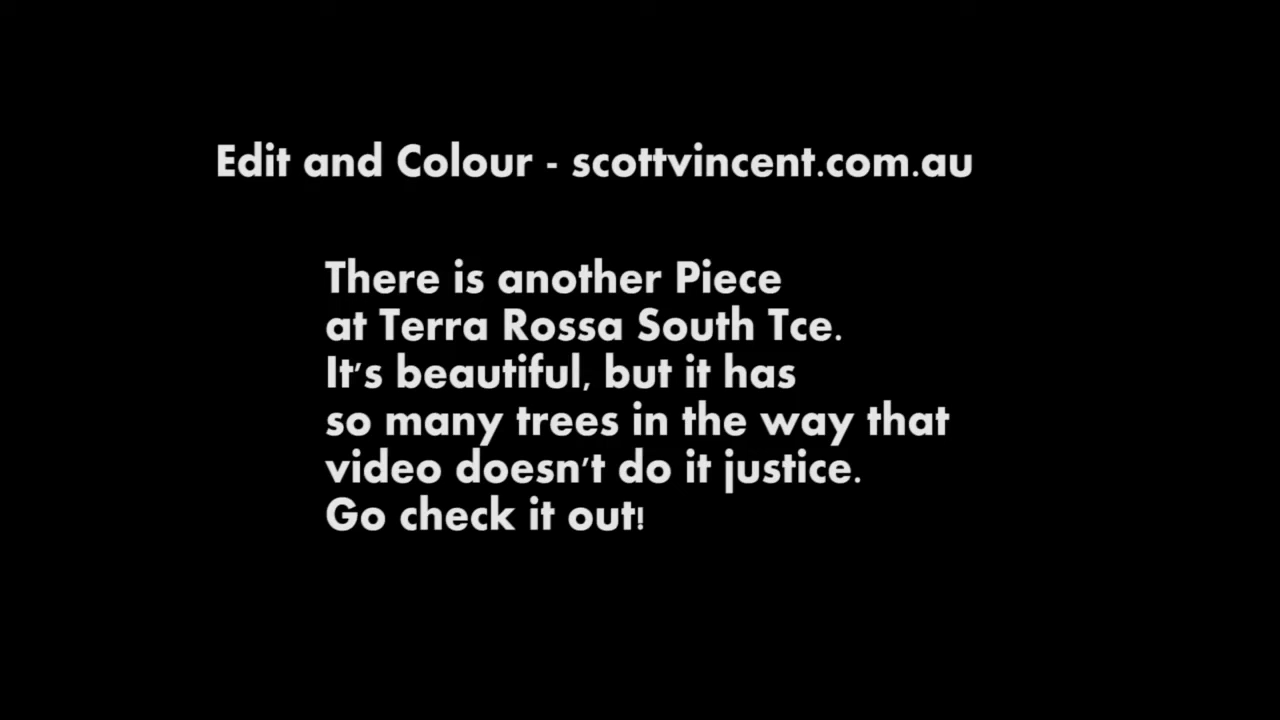 Edit and Colour - scottvincent.com.au
There is another Piece
at Terra Rossa South Tce.
It's beautiful, but it has
so many trees in the way that
video doesn't do it justice.
Go check it out!